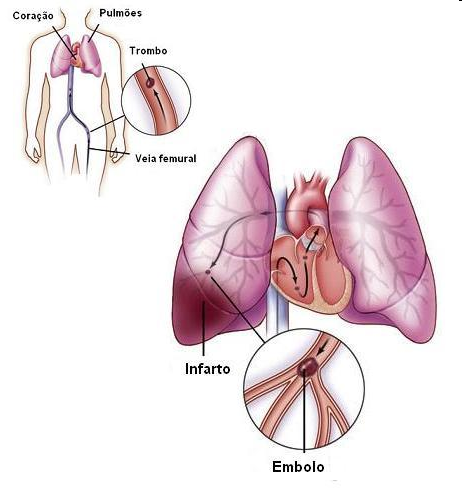 Coração
Pulmões
Trombo
Veia femural
Infarto
Embolo